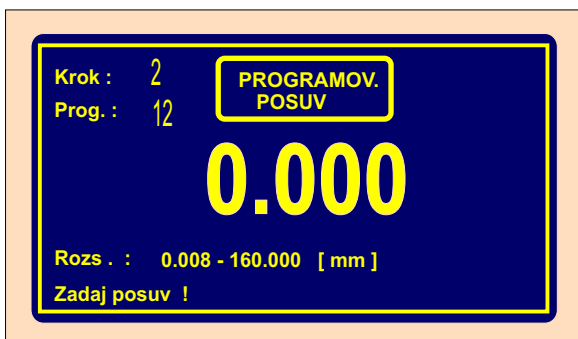 Krok : 2
Prog. : 12
PROGRAMOV.
POSUV
0.000
Rozs . : 0.008 - 160.000 [ mm ]
Zadaj posuv !